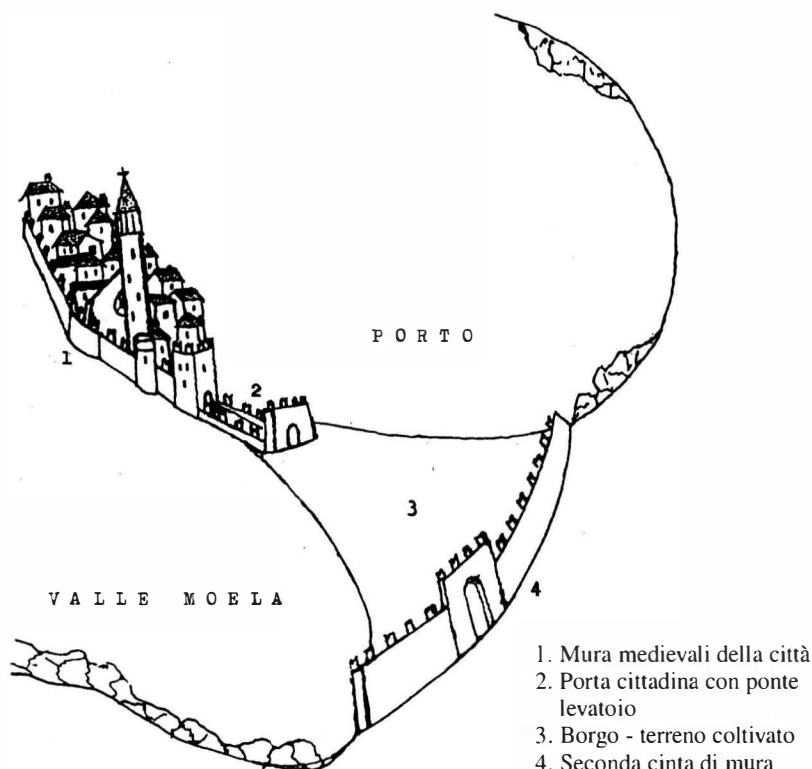 PORTO
1
2
3
VALLE MOELA
4
1. Mura medievali della città
2. Porta cittadina con ponte
levatoio
3. Borgo - terreno coltivato
4. Seconda cinta di mura